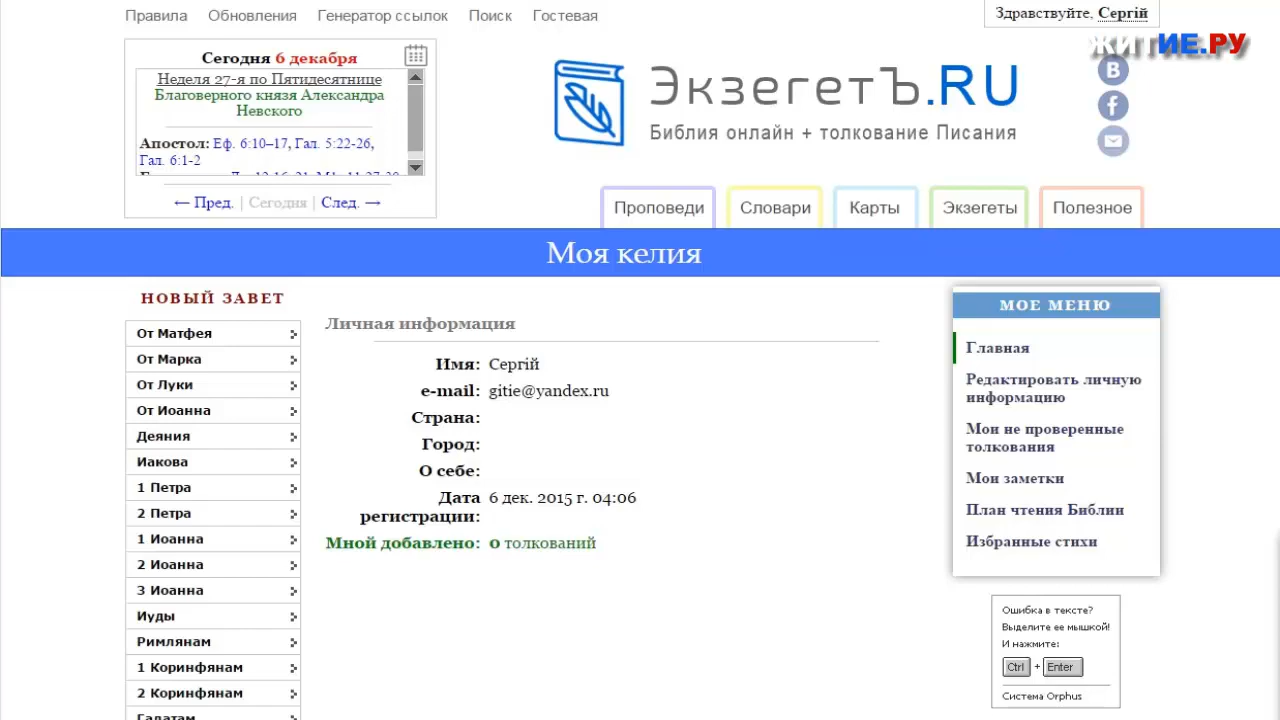 Правила Обновления Генератор ссылок Поиск Гостевая
Здравствуйте, Сергій
ЖИТИЕ.РУ
Сегодня 6 декабря
Неделя 27-я по Пятидесятнице
Благоверного князя Александра
Невского
Апостол: Еф. 6:10–17, Гал. 5:22-26,
Гал. 6:1-2
← Пред. | Сегодня | След. →
ЭкзегетЪ.RU
Библия онлайн + толкование Писания
Проповеди Словари Карты Экзегеты Полезное
Моя келия
НОВЫЙ ЗАВЕТ
От Матфея
От Марка
От Луки
От Иоанна
Деяния
Иакова
1 Петра
2 Петра
1 Иоанна
2 Иоанна
3 Иоанна
Иуды
Римлянам
1 Коринфянам
2 Коринфянам
Галатам
Личная информация
Имя: Сергій
e-mail: gitie@yandex.ru
Страна:
Город:
О себе:
Дата 6 дек. 2015 г. 04:06
регистрации:
Мной добавлено: 0 толкований
МОЕ МЕНЮ
Главная
Редактировать личную
информацию
Мои не проверенные
толкования
Мои заметки
План чтения Библии
Избранные стихи
Ошибка в тексте?
Выделите ее мышкой!
И нажмите:
Ctrl + Enter
Система Orphus